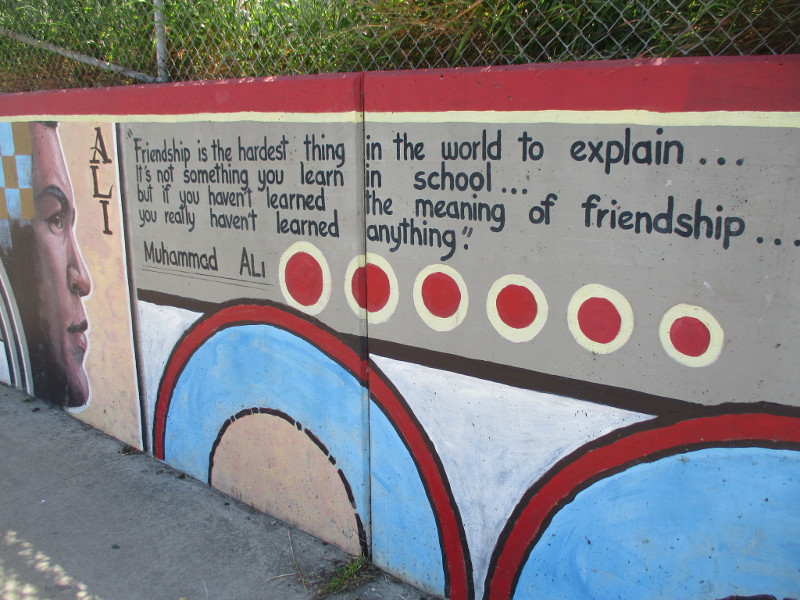 ALI
"Friendship is the hardest thing in the world to explain...
It's not something you learn in school...
but if you haven't learned the meaning of friendship...
you really haven't learned anything."
Muhammad ALi